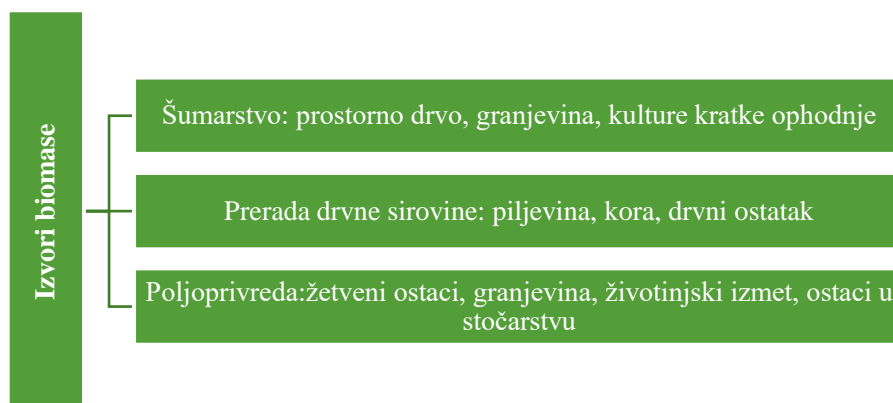 Izvori biomase
Šumarstvo: prostorno drvo, granjevina, kulture kratke ophodnje
Prerada drvne sirovine: piljevina, kora, drvni ostatak
Poljoprivreda:žetveni ostaci, granjevina, životinjski izmet, ostaci u
stočarstvu